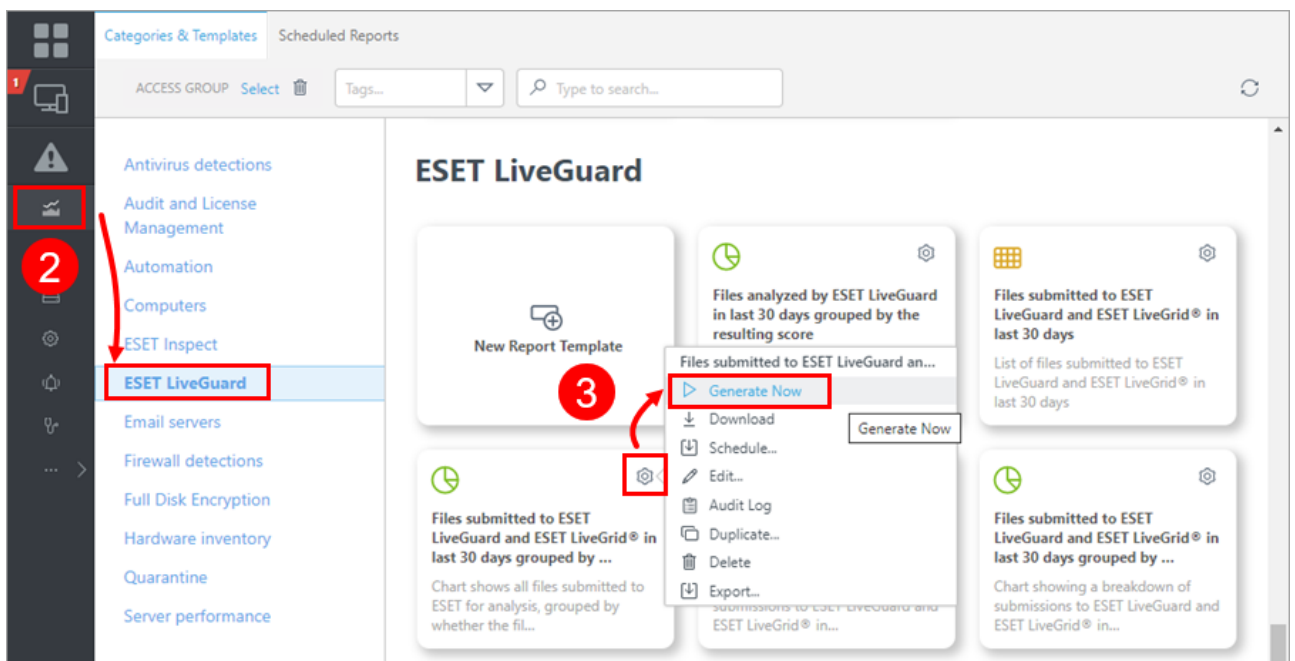 Categories & Templates
Scheduled Reports
1
ACCESS GROUP Select
Tags...
Type to search...
2
...
Antivirus detections
Audit and License
Management
Automation
Computers
ESET Inspect
ESET LiveGuard
Email servers
Firewall detections
Full Disk Encryption
Hardware inventory
Quarantine
Server performance
ESET LiveGuard
New Report Template
Files analyzed by ESET LiveGuard
in last 30 days grouped by the
resulting score
Files submitted to ESET
LiveGuard and ESET LiveGrid® in
last 30 days
List of files submitted to ESET
LiveGuard and ESET LiveGrid® in
last 30 days
3
Files submitted to ESET LiveGuard an...
Generate Now
Download
Schedule...
Edit...
Audit Log
Duplicate...
Delete
Export...
Generate Now
Files submitted to ESET
LiveGuard and ESET LiveGrid® in
last 30 days grouped by ...
Chart shows all files submitted to
ESET for analysis, grouped by
whether the fil...
submissions to ESET LiveGuard and
ESET LiveGrid® in...
Files submitted to ESET
LiveGuard and ESET LiveGrid® in
last 30 days grouped by ...
Chart showing a breakdown of
submissions to ESET LiveGuard and
ESET LiveGrid® in...